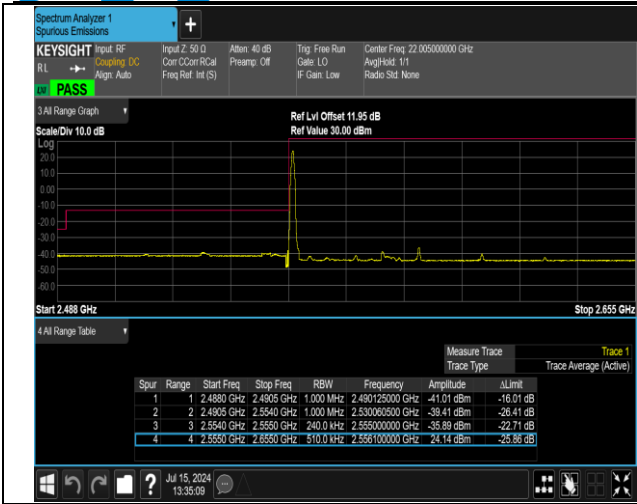 Spectrum Analyzer 1
Spurious Emissions
+
KEYSIGHT Input: RF Input Z: 50 Ω Atten: 40 dB Trig: Free Run Center Freq: 22.005000000 GHz
RL Coupling: DC Corr CCorr RCal Preamp: Off Gate: LO Avg|Hold: 1/1
Align: Auto Freq Ref: Int (S) IF Gain: Low Radio Std: None
PASS
3 All Range Graph
Ref Lvl Offset 11.95 dB
Scale/Div 10.0 dB Ref Value 30.00 dBm
Log
20.0
10.0
0.00
-10.0
-20.0
-30.0
-40.0
-50.0
-60.0
Start 2.488 GHz Stop 2.655 GHz
4 All Range Table
Measure Trace Trace 1
Trace Type Trace Average (Active)
Spur Range Start Freq Stop Freq RBW Frequency Amplitude ΔLimit
1 1 2.4880 GHz 2.4905 GHz 1.000 MHz 2.490125000 GHz -41.01 dBm -16.01 dB
2 2 2.4905 GHz 2.5540 GHz 1.000 MHz 2.530060500 GHz -39.41 dBm -26.41 dB
3 3 2.5540 GHz 2.5550 GHz 240.0 kHz 2.555000000 GHz -35.89 dBm -22.71 dB
4 4 2.5550 GHz 2.6550 GHz 510.0 kHz 2.556100000 GHz 24.14 dBm -25.86 dB
? Jul 15, 2024
13:35:09